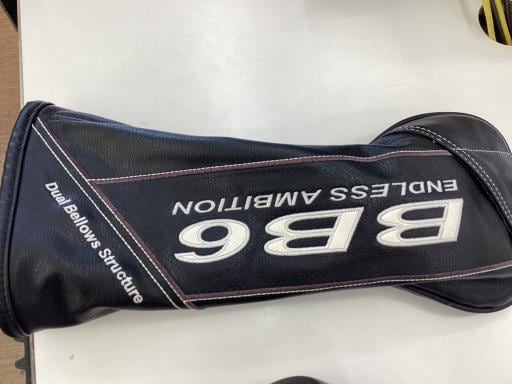 BB6
ENDLESS AMBITION
Dual Bellows Structure